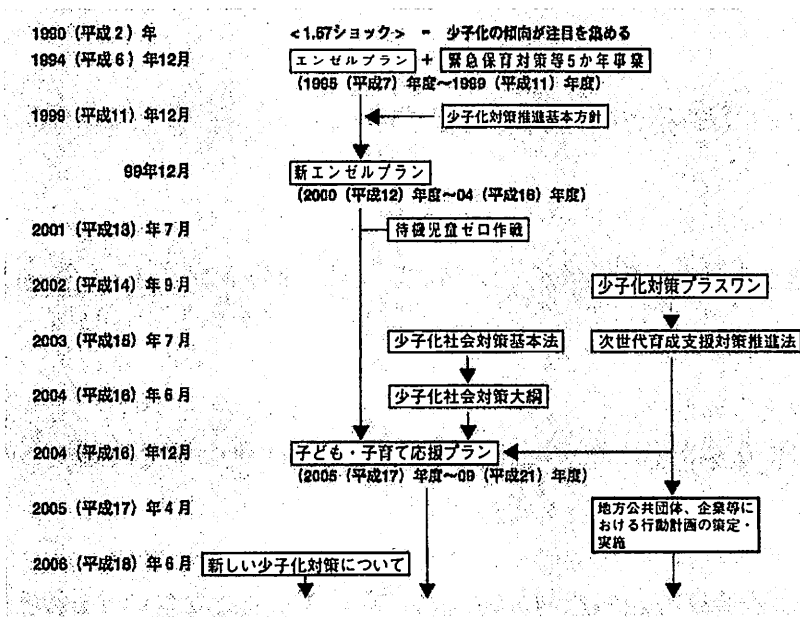 1990（平成2）年 <1.57ショック> － 少子化の傾向が注目を集める
1994（平成6）年12月 エンゼルプラン + 緊急保育対策等5か年事業
（1995（平成7）年度〜1999（平成11）年度）
1999（平成11）年12月 少子化対策推進基本方針
99年12月 新エンゼルプラン
（2000（平成12）年度〜04（平成16）年度）
2001（平成13）年7月 待機児童ゼロ作戦
2002（平成14）年9月 少子化対策プラスワン
2003（平成15）年7月 少子化社会対策基本法 次世代育成支援対策推進法
2004（平成16）年6月 少子化社会対策大綱
2004（平成16）年12月 子ども・子育て応援プラン
（2005（平成17）年度〜09（平成21）年度）
2005（平成17）年4月 地方公共団体、企業等に
おける行動計画の策定・
実施
2006（平成18）年6月 新しい少子化対策について